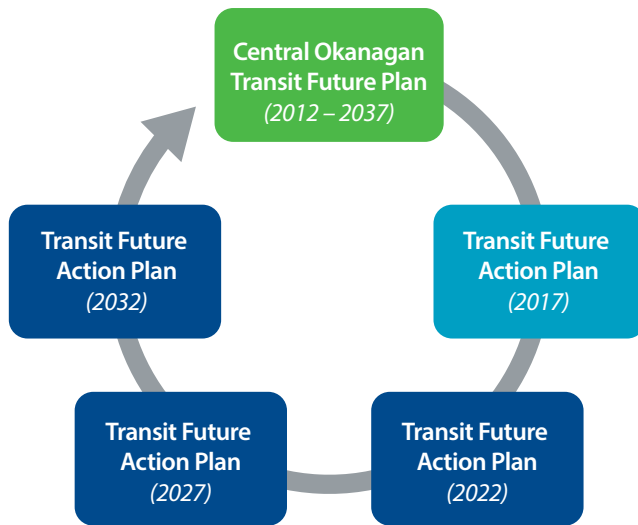 Central Okanagan
Transit Future Plan
(2012 – 2037)
Transit Future
Action Plan
(2017)
Transit Future
Action Plan
(2022)
Transit Future
Action Plan
(2027)
Transit Future
Action Plan
(2032)